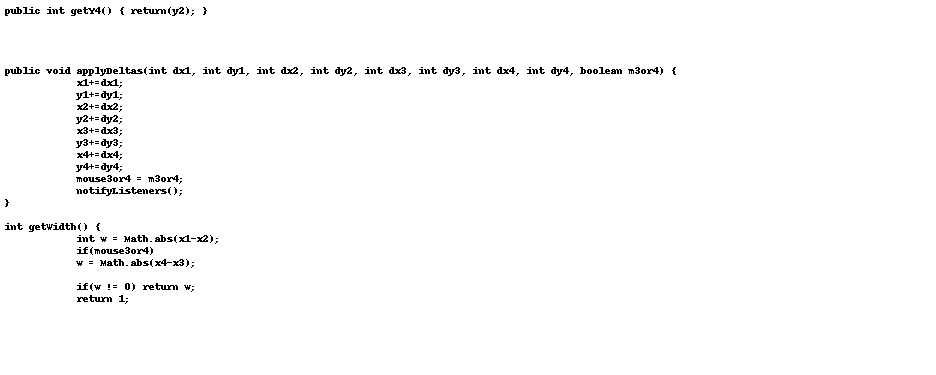 public int getY4() { return(y2); }
public void applyDeltas(int dx1, int dy1, int dx2, int dy2, int dx3, int dy3, int dx4, int dy4, boolean m3or4) {
x1+=dx1;
y1+=dy1;
x2+=dx2;
y2+=dy2;
x3+=dx3;
y3+=dy3;
x4+=dx4;
y4+=dy4;
mouse3or4 = m3or4;
notifyListeners();
}
int getWidth() {
int w = Math.abs(x1-x2);
if(mouse3or4)
w = Math.abs(x4-x3);
if(w != 0) return w;
return 1;